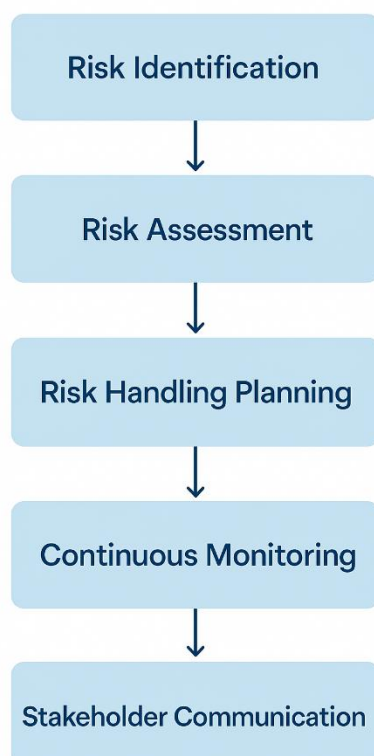 Risk Identification
Risk Assessment
Risk Handling Planning
Continuous Monitoring
Stakeholder Communication